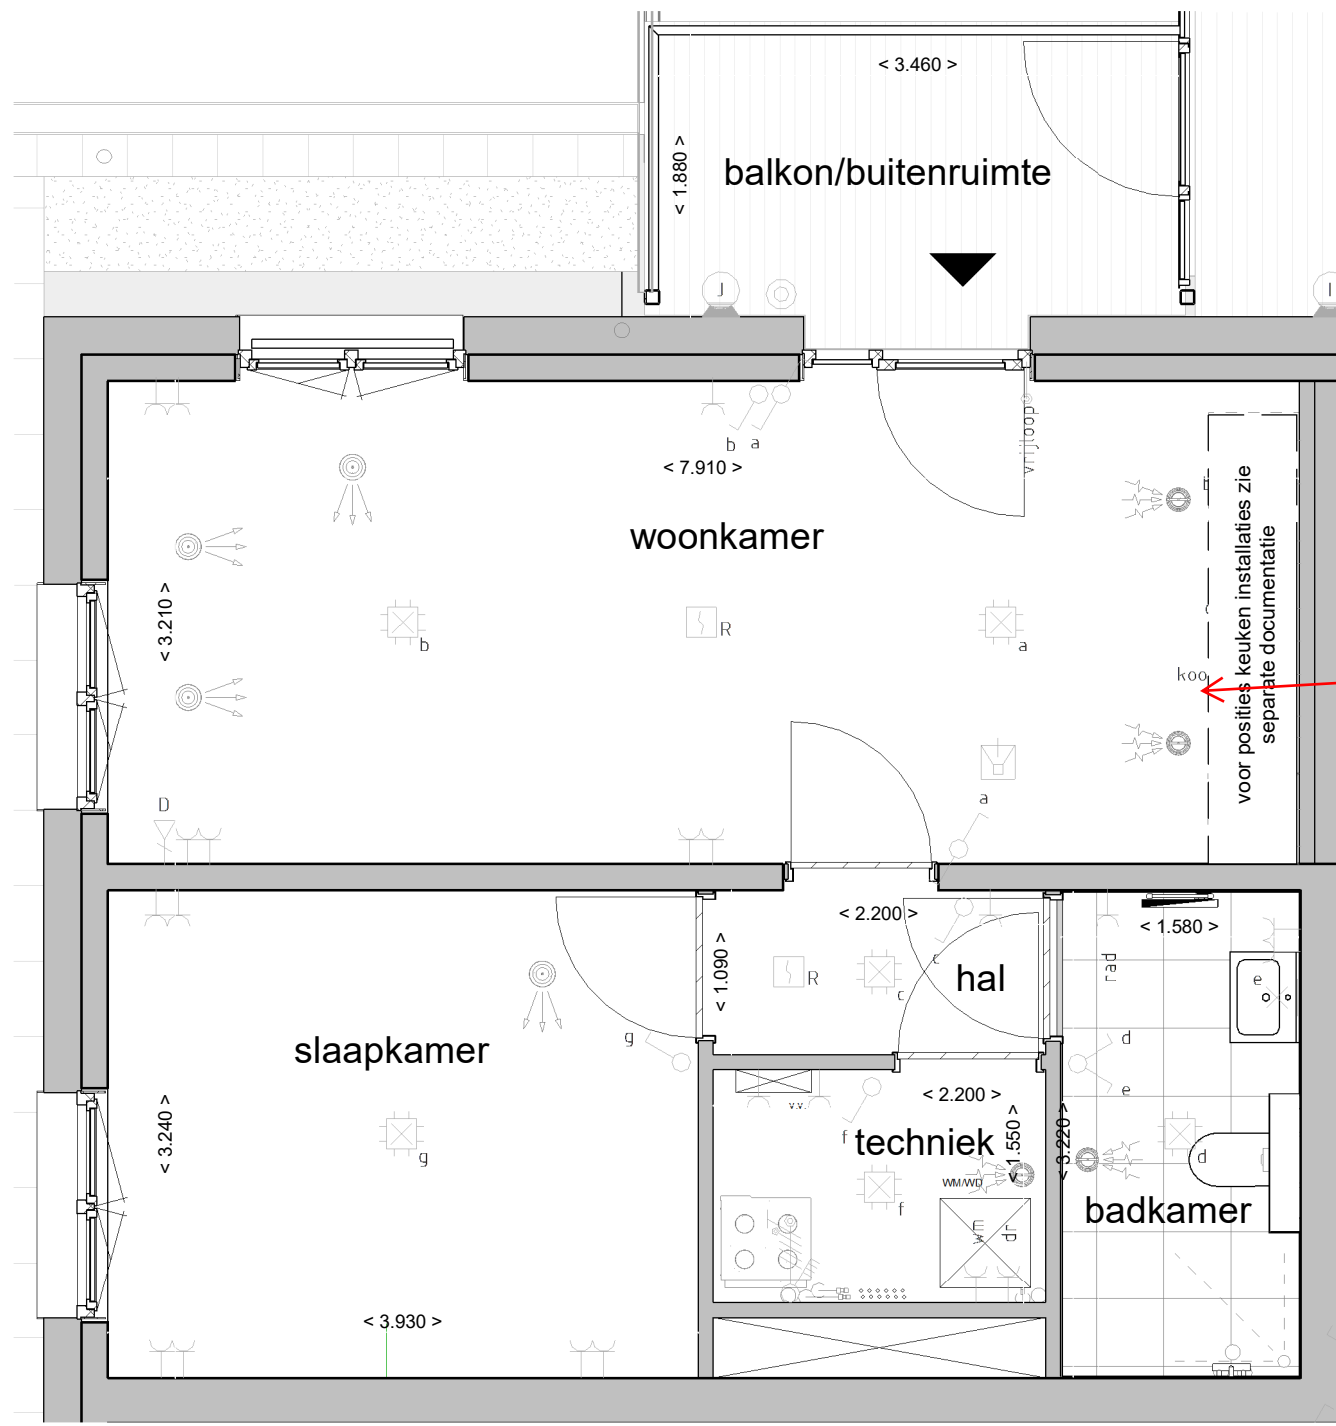 < 3.460 >
< 1.880 >
balkon/buitenruimte
J
b a
vrijloop
< 7.910 >
woonkamer
voor posities keuken installaties zie
separate documentatie
< 3.210 >
b
R
a
koo
D
a
< 2.200 >
< 1.580 >
< 1.090 >
c
hal
R
c
rad
e
slaapkamer
g
d
e
< 2.200 >
v.v.
< 3.240 >
g
f
techniek
< 1.550 >
< 3.220 >
d
WM/WD
f
badkamer
wm
dr
< 3.930 >